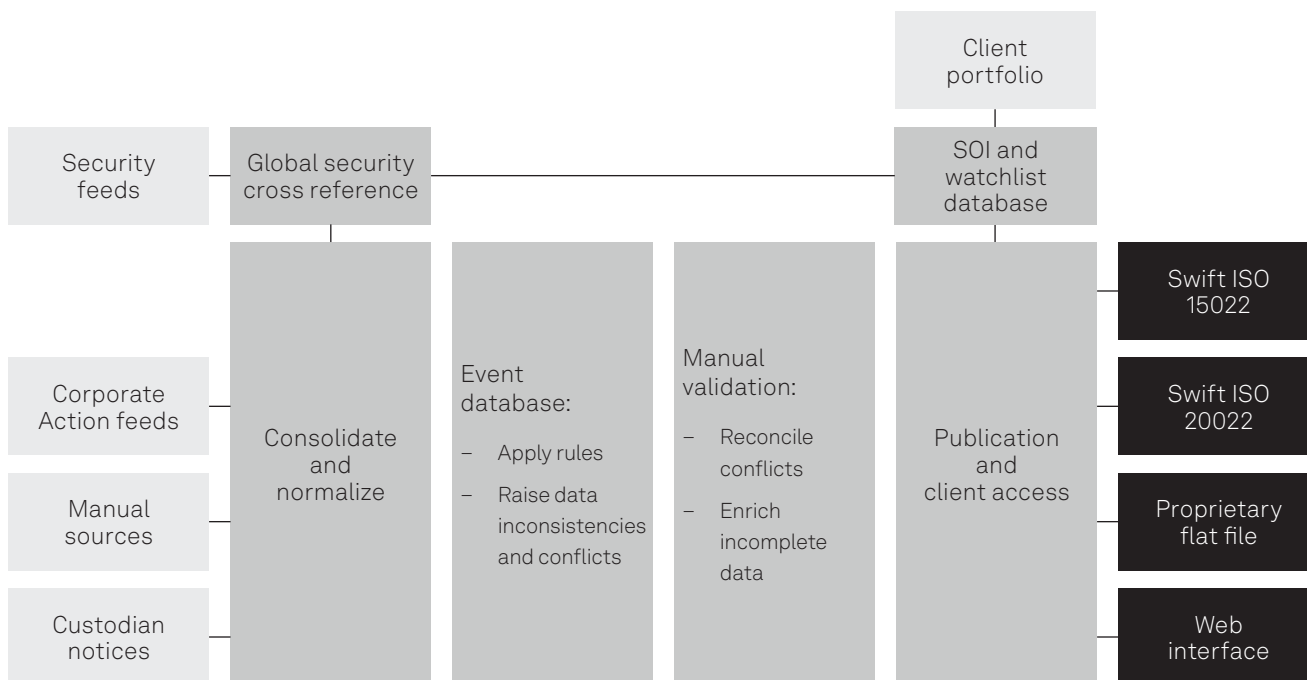 Client
portfolio
Security
feeds
Global security
cross reference
SOI and
watchlist
database
Corporate
Action feeds
Manual
sources
Custodian
notices
Consolidate
and
normalize
Event
database:
– Apply rules
– Raise data
inconsistencies
and conflicts
Manual
validation:
– Reconcile
conflicts
– Enrich
incomplete
data
Publication
and
client access
Swift ISO
15022
Swift ISO
20022
Proprietary
flat file
Web
interface